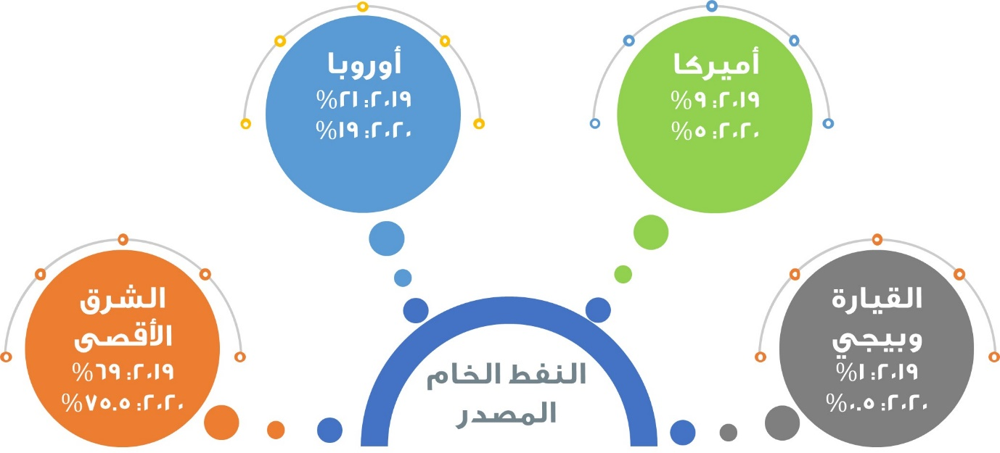 أميركا
٢٠١٩: ٩%
٢٠٢٠: ٥%
أوروبا
٢٠١٩: ٢١%
٢٠٢٠: ١٩%
القيارة
وبيجي
٢٠١٩: ١%
٢٠٢٠: ٠.٥%
الشرق
الأقصى
٢٠١٩: ٦٩%
٢٠٢٠: ٧٥.٥%
النفط الخام
المصدر